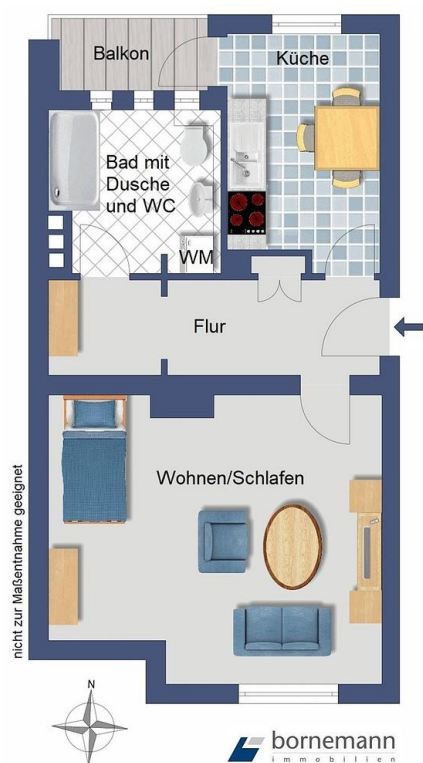 Balkon
Küche
Bad mit
Dusche
und WC
WM
Flur
Wohnen/Schlafen
nicht zur Maßentnahme geeignet
N
bornemann
immobilien